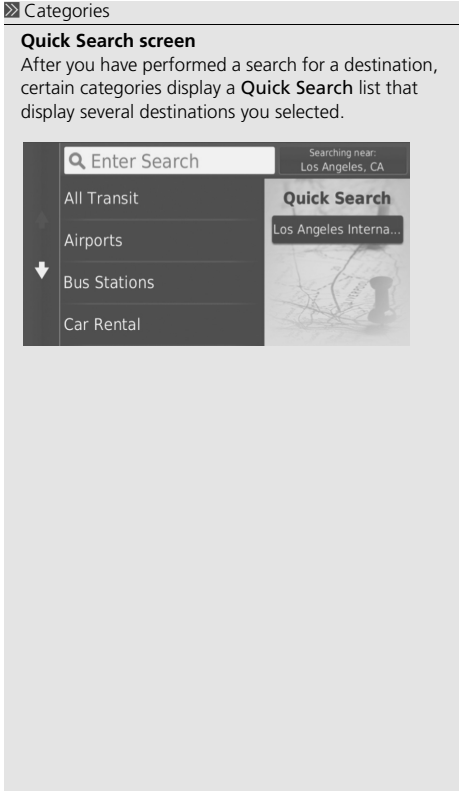 Categories
Quick Search screen
After you have performed a search for a destination,
certain categories display a Quick Search list that
display several destinations you selected.
Enter Search
Searching near:
Los Angeles, CA
All Transit
Airports
Bus Stations
Car Rental
Quick Search
Los Angeles Interna...